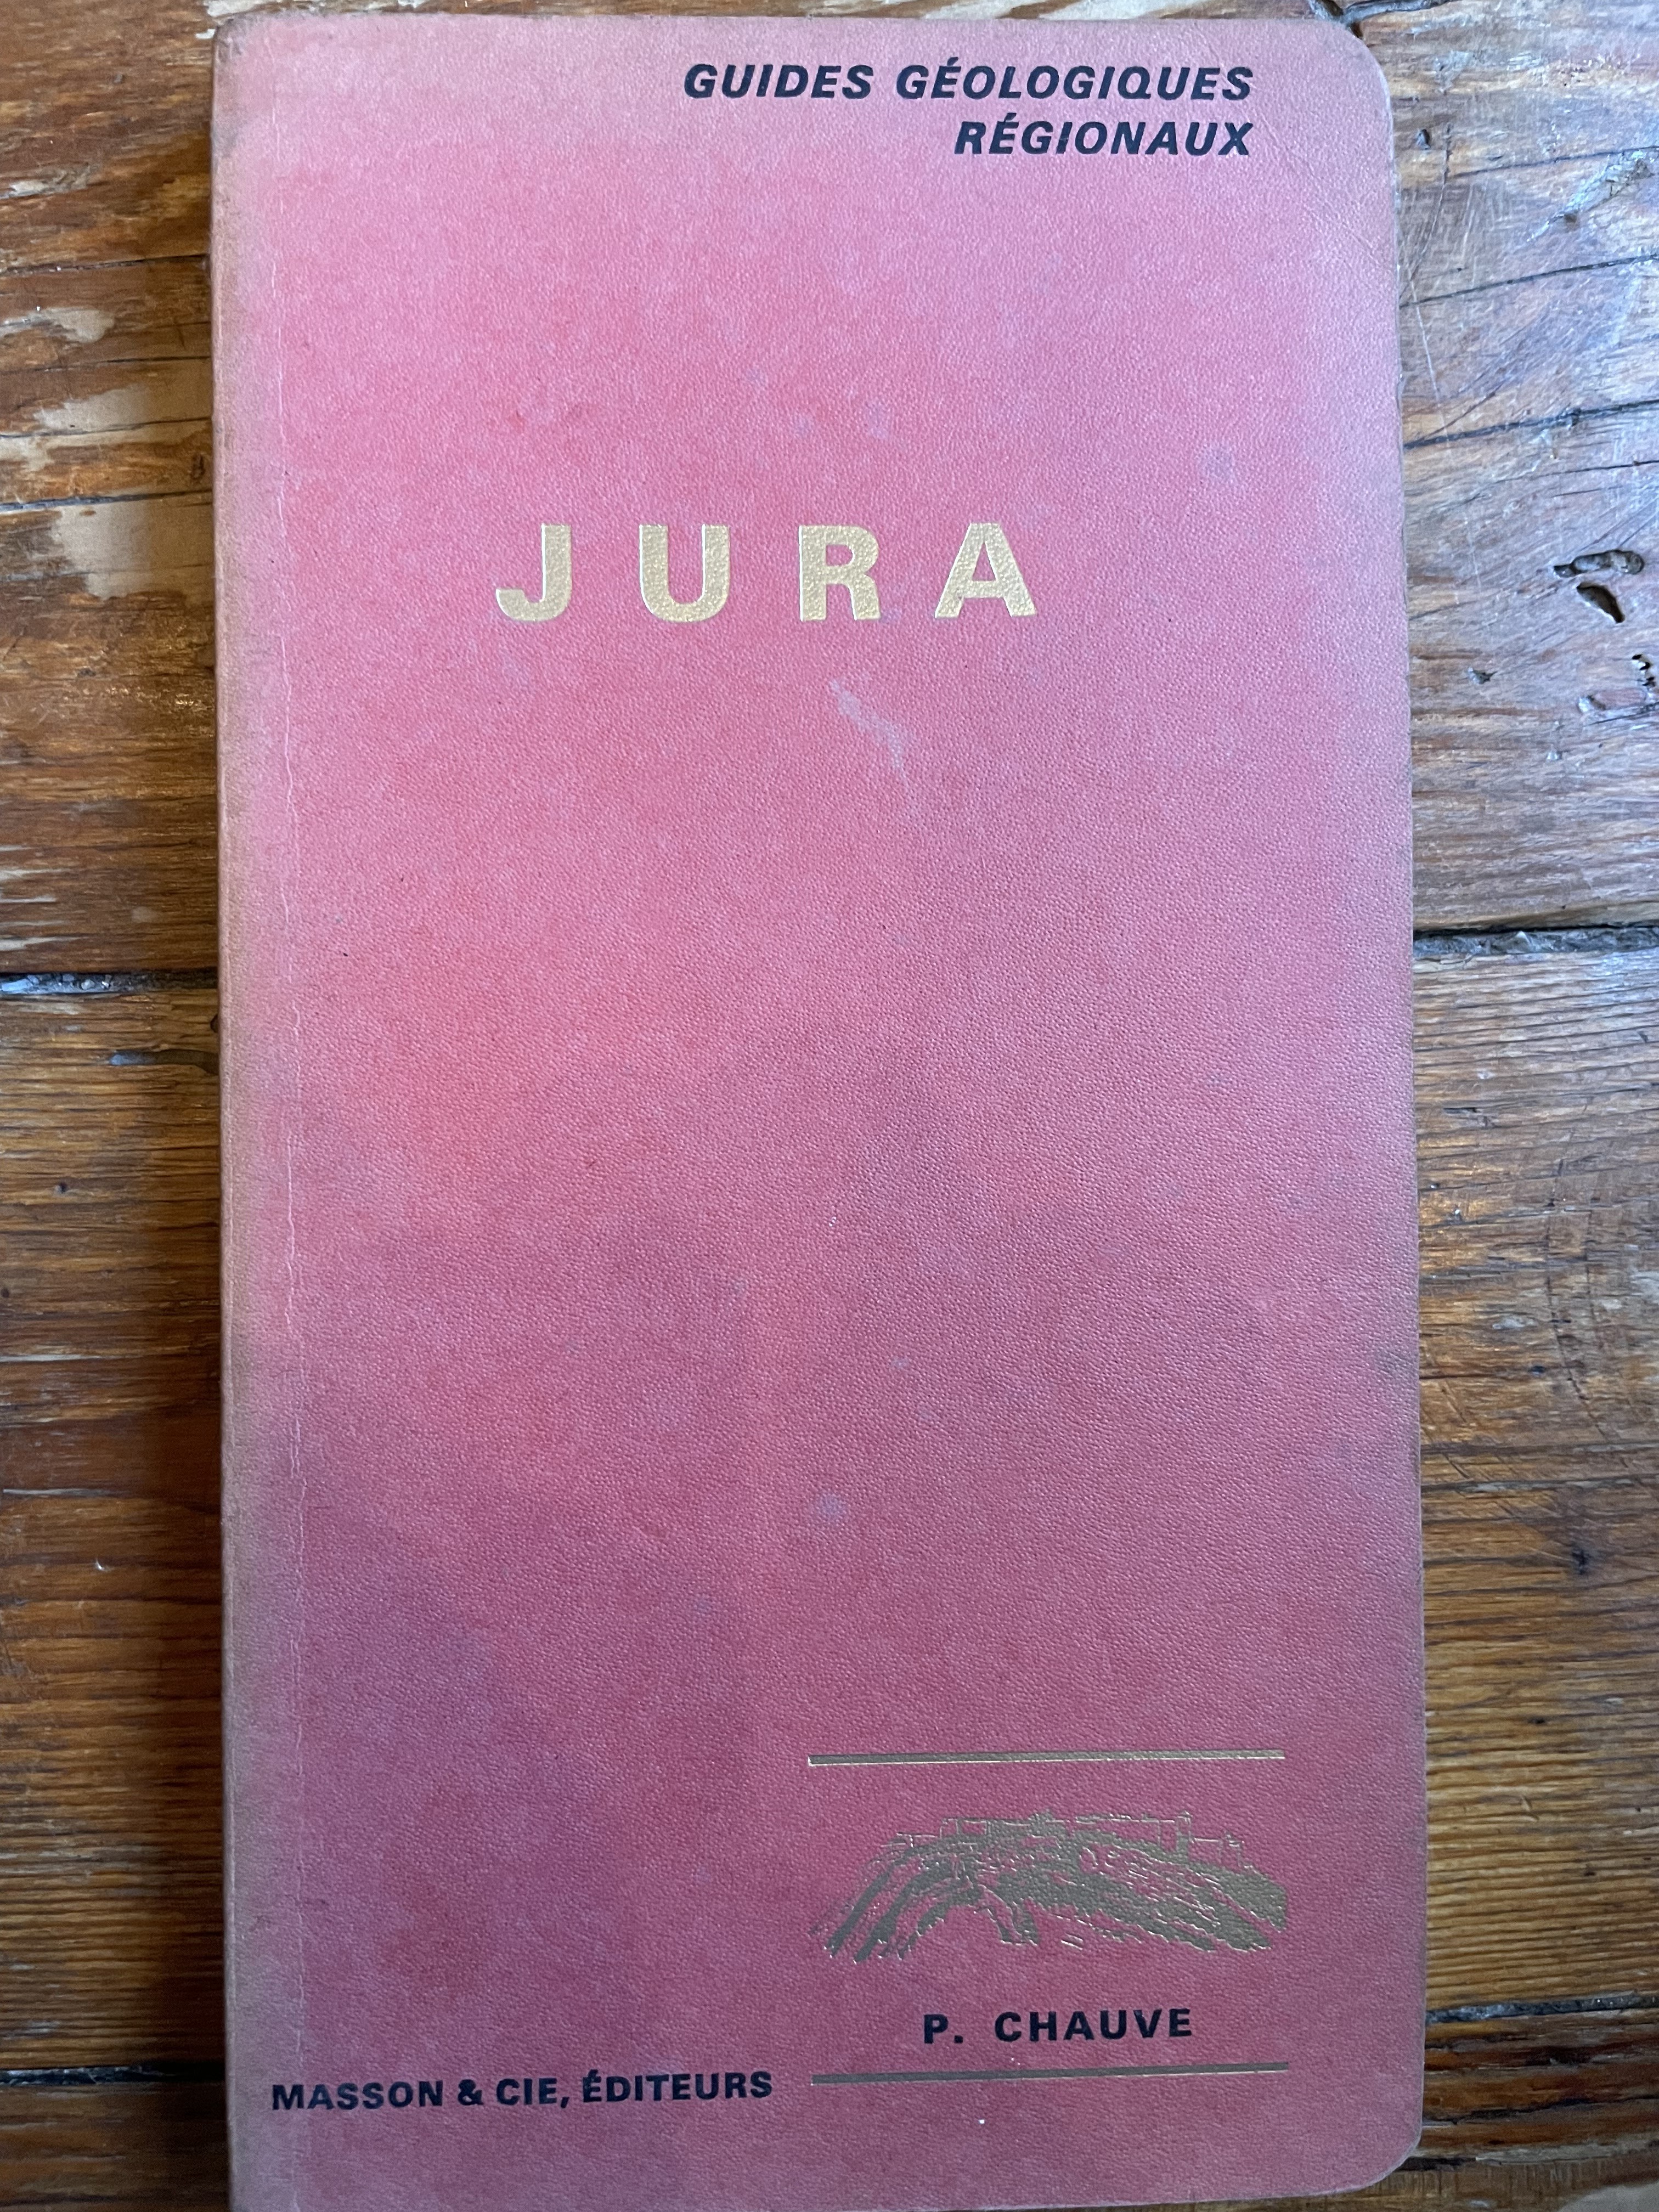 GUIDES GÉOLOGIQUES
RÉGIONAUX
JURA
P. CHAUVE
MASSON & CIE, ÉDITEURS